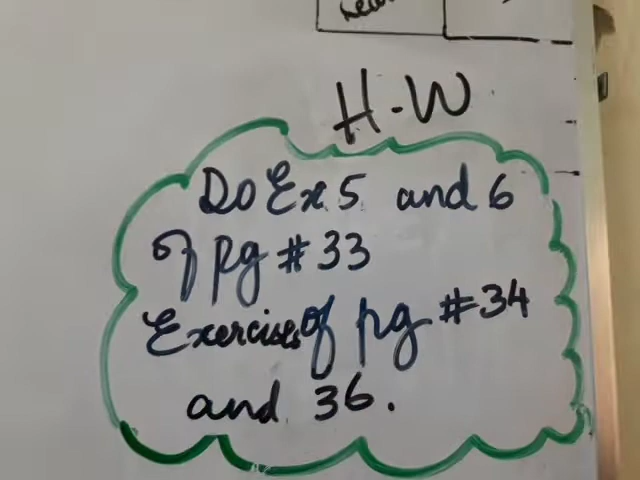 H-W
Do Ex 5 and 6
of pg # 33
Exercises of pg # 34
and 36.